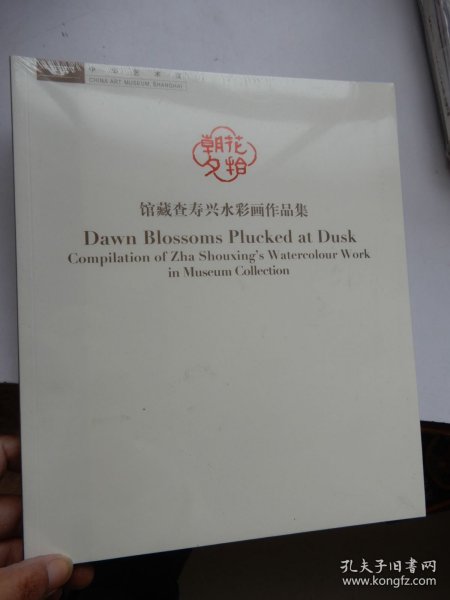 CHINA ART MUSEUM, SHANGHAI
朝花夕拾
馆藏查寿兴水彩画作品集
Dawn Blossoms Plucked at Dusk
Compilation of Zha Shouxing's Watercolour Work
in Museum Collection
孔夫子旧书网
www.kongfz.com